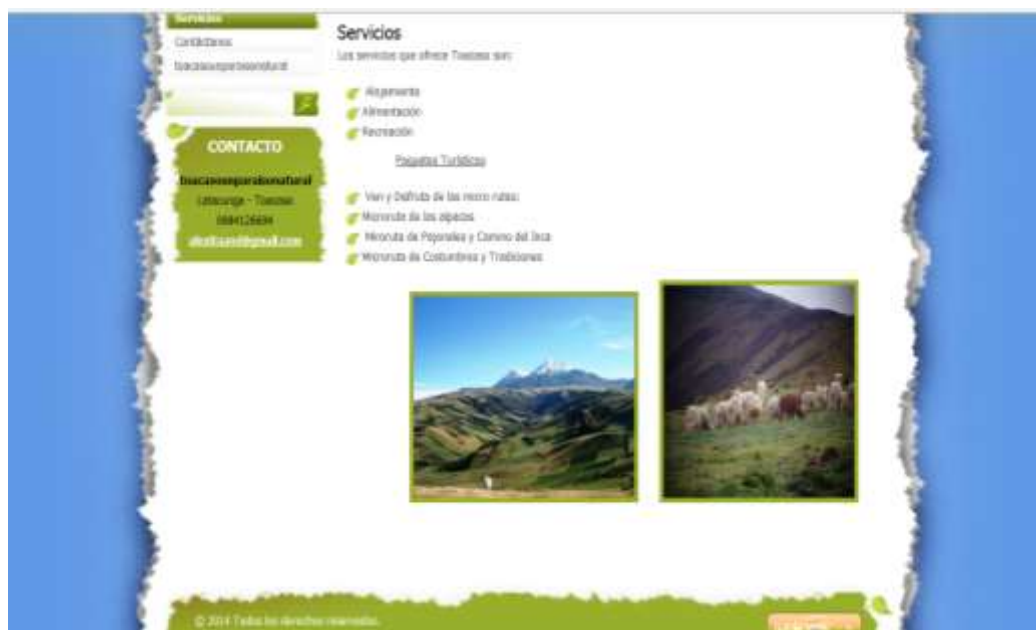 Servicios
Contáctanos
CONTACTO
Latacunga - Toacaso
Servicios
Los servicios que ofrece Toacaso son:
Alojamiento
Alimentación
Recreación
Paquetes Turísticos
Ven y Disfruta de las micro rutas:
Microruta de las alpacas
de Pajonales y Camino del Inca
Microruta de Costumbres y Tradiciones
© 2014 Todos los derechos reservados.